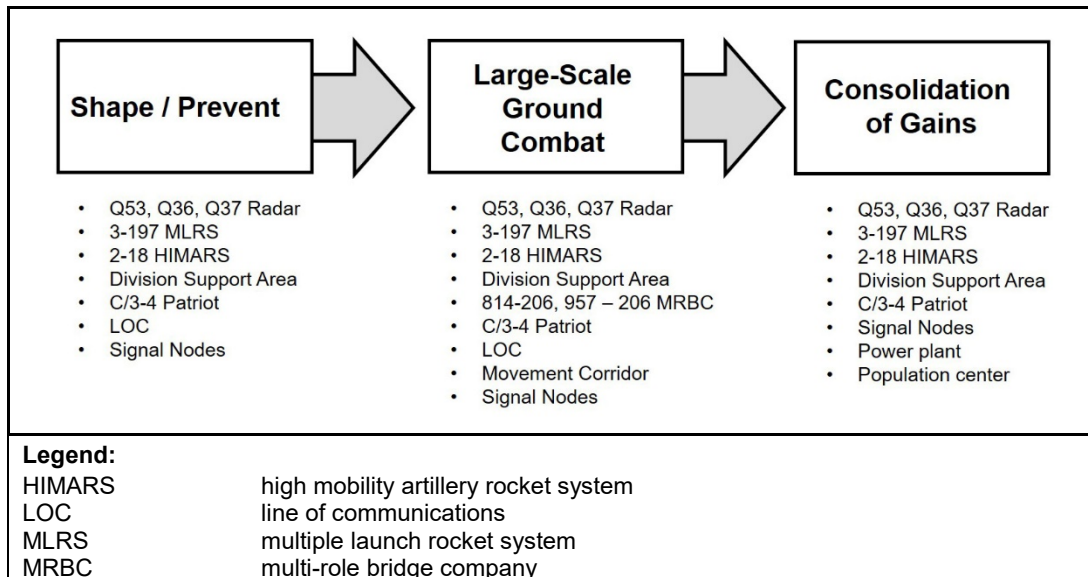 Shape / Prevent
Large-Scale
Ground
Combat
Consolidation
of Gains
• Q53, Q36, Q37 Radar
• 3-197 MLRS
• 2-18 HIMARS
• Division Support Area
• C/3-4 Patriot
• LOC
• Signal Nodes
• Q53, Q36, Q37 Radar
• 3-197 MLRS
• 2-18 HIMARS
• Division Support Area
• 814-206, 957 – 206 MRBC
• C/3-4 Patriot
• LOC
• Movement Corridor
• Signal Nodes
• Q53, Q36, Q37 Radar
• 3-197 MLRS
• 2-18 HIMARS
• Division Support Area
• C/3-4 Patriot
• Signal Nodes
• Power plant
• Population center
Legend:
HIMARS high mobility artillery rocket system
LOC line of communications
MLRS multiple launch rocket system
MRBC multi-role bridge company